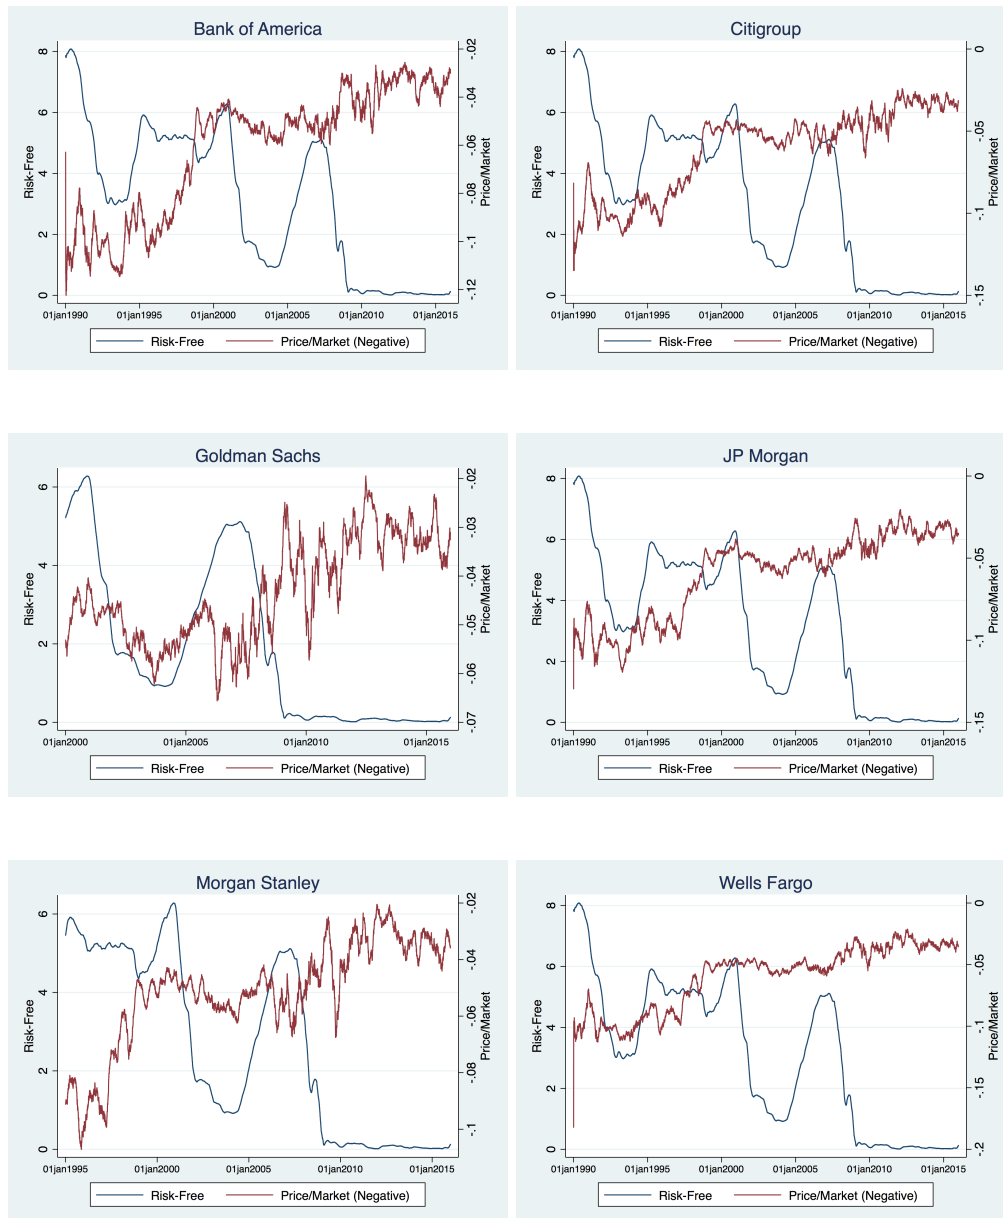 Bank of America
Risk-Free
0 2 4 6 8
Price/Market
-.12 -.1 -.08 -.06 -.04 -.02
01jan1990 01jan1995 01jan2000 01jan2005 01jan2010 01jan2015
Risk-Free Price/Market (Negative)
Citigroup
Risk-Free
0 2 4 6 8
Price/Market
-.15 -.1 -.05 0
01jan1990 01jan1995 01jan2000 01jan2005 01jan2010 01jan2015
Risk-Free Price/Market (Negative)
Goldman Sachs
Risk-Free
0 2 4 6
Price/Market
-.07 -.06 -.05 -.04 -.03 -.02
01jan2000 01jan2005 01jan2010 01jan2015
Risk-Free Price/Market (Negative)
JP Morgan
Risk-Free
0 2 4 6 8
Price/Market
-.15 -.1 -.05 0
01jan1990 01jan1995 01jan2000 01jan2005 01jan2010 01jan2015
Risk-Free Price/Market (Negative)
Morgan Stanley
Risk-Free
0 2 4 6
Price/Market
-.1 -.08 -.06 -.04 -.02
01jan1995 01jan2000 01jan2005 01jan2010 01jan2015
Risk-Free Price/Market (Negative)
Wells Fargo
Risk-Free
0 2 4 6 8
Price/Market
-.2 -.15 -.1 -.05 0
01jan1990 01jan1995 01jan2000 01jan2005 01jan2010 01jan2015
Risk-Free Price/Market (Negative)